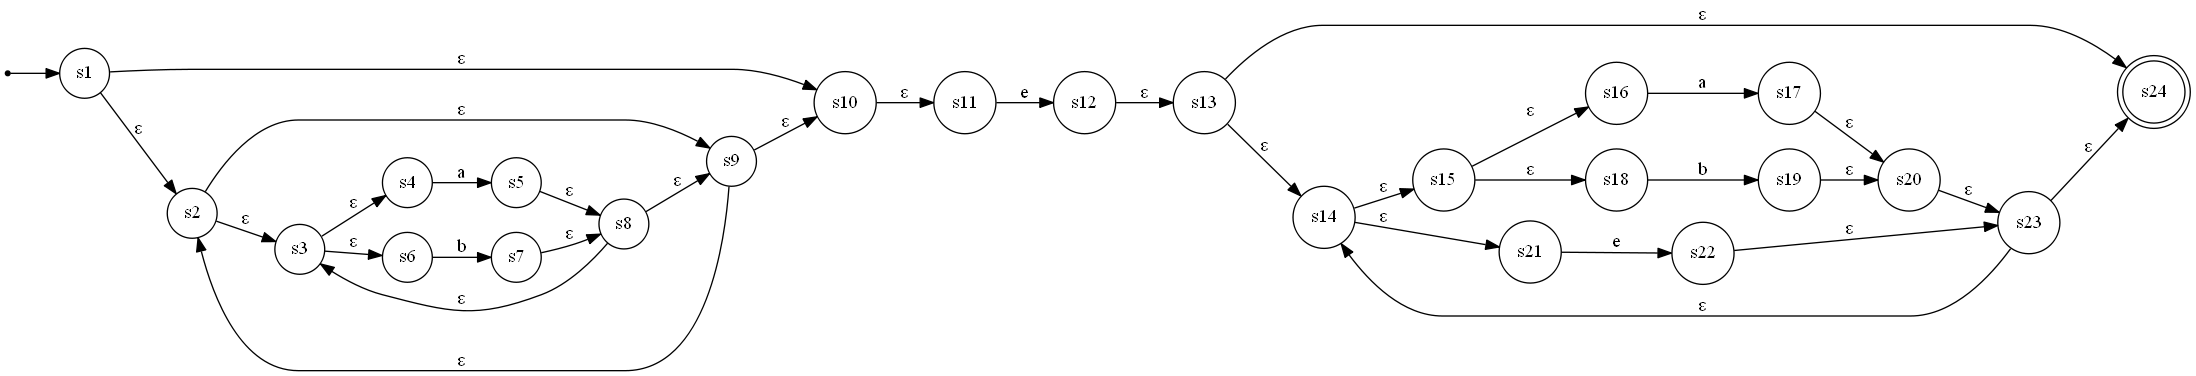 ε
s1
ε
ε
s16
a
s17
s24
s10
ε
s11
e
s12
ε
s13
ε
ε
ε
ε
ε
ε
ε
s9
ε
s4
a
s5
ε
s15
ε
s18
b
s19
ε
s20
ε
s2
ε
ε
s8
s14
ε
ε
s23
s3
ε
s6
b
s7
ε
s21
e
s22
ε
ε
ε
ε